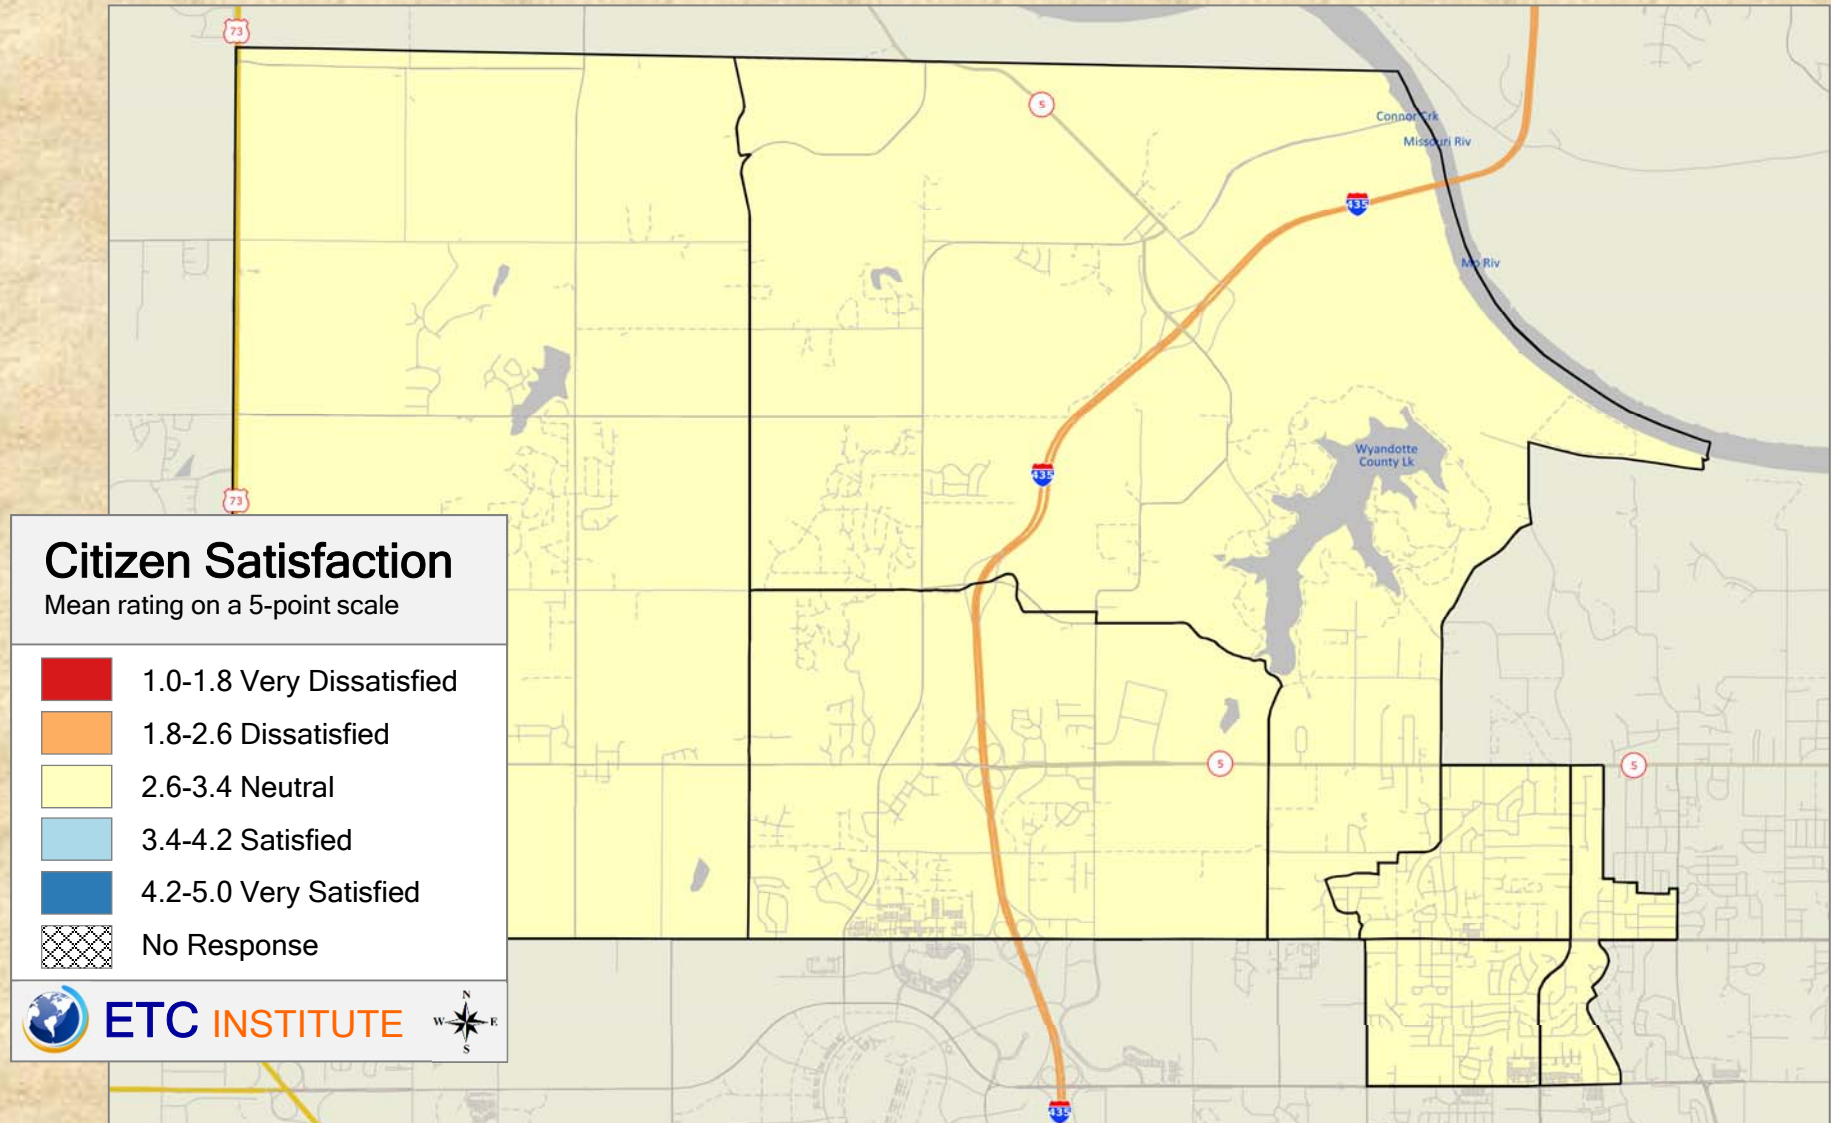 73
5
Connor Crk
Missouri Riv
435
Mo Riv
Wyandotte
County Lk
435
73
Citizen Satisfaction
Mean rating on a 5-point scale
1.0-1.8 Very Dissatisfied
1.8-2.6 Dissatisfied
2.6-3.4 Neutral
3.4-4.2 Satisfied
4.2-5.0 Very Satisfied
No Response
ETC INSTITUTE
N
W E
S
5
5
435